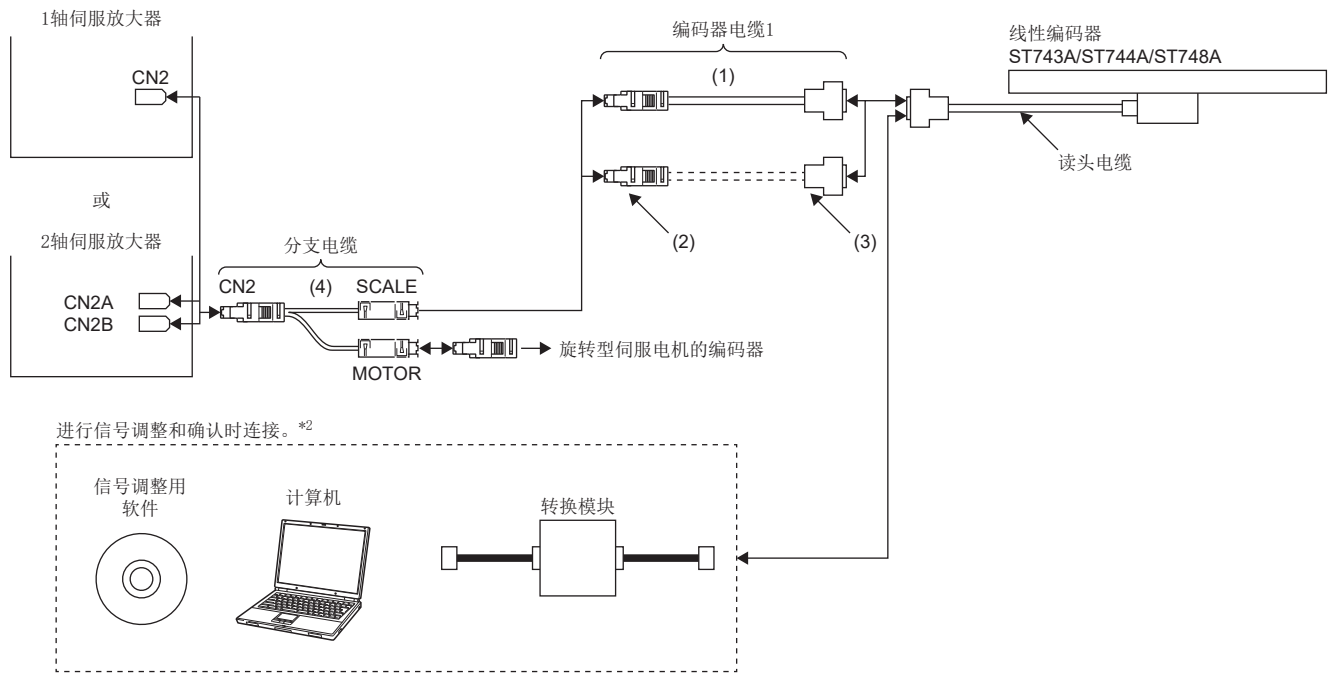 1轴伺服放大器
CN2
或
2轴伺服放大器
CN2A
CN2B
分支电缆
CN2
(4)
SCALE
MOTOR
旋转型伺服电机的编码器
编码器电缆1
(1)
(2)
(3)
线性编码器
ST743A/ST744A/ST748A
读头电缆
进行信号调整和确认时连接。*2
信号调整用
软件
计算机
转换模块